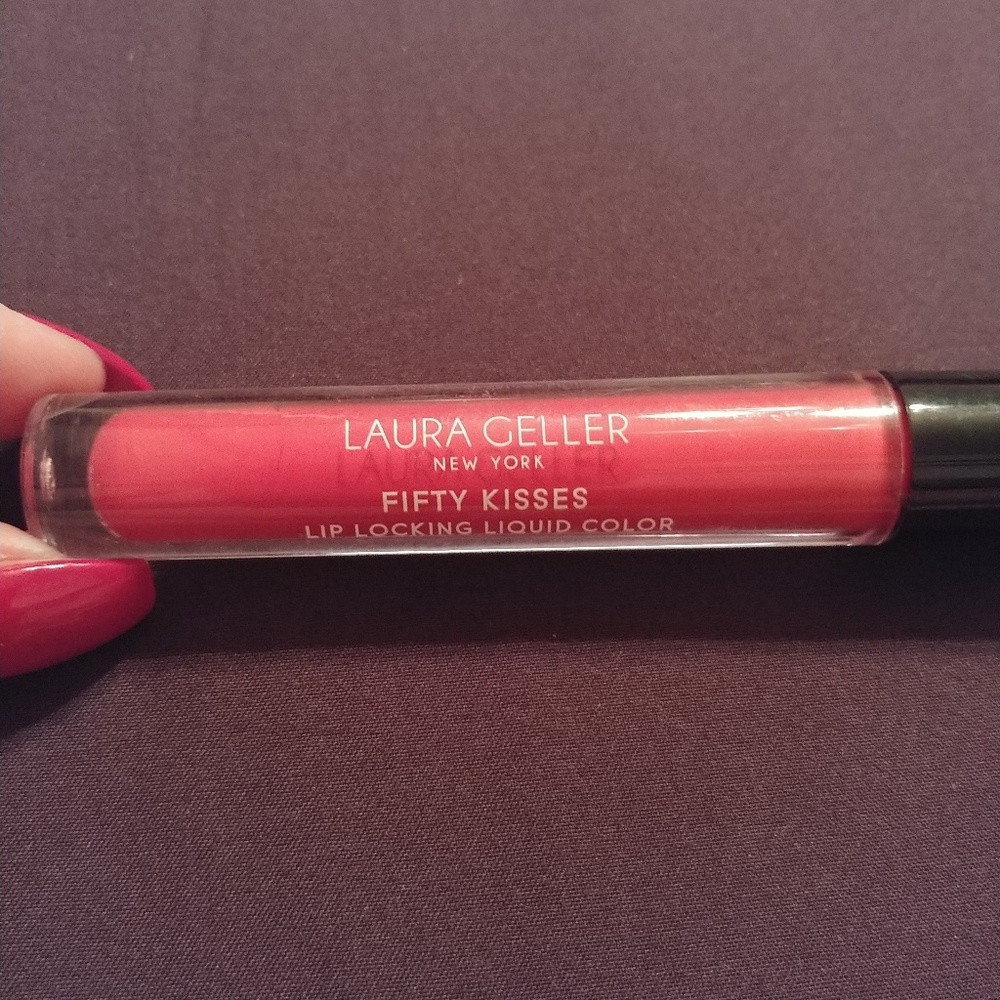 LAURA GELLER
NEW YORK
FIFTY KISSES
LIP LOCKING LIQUID COLOR